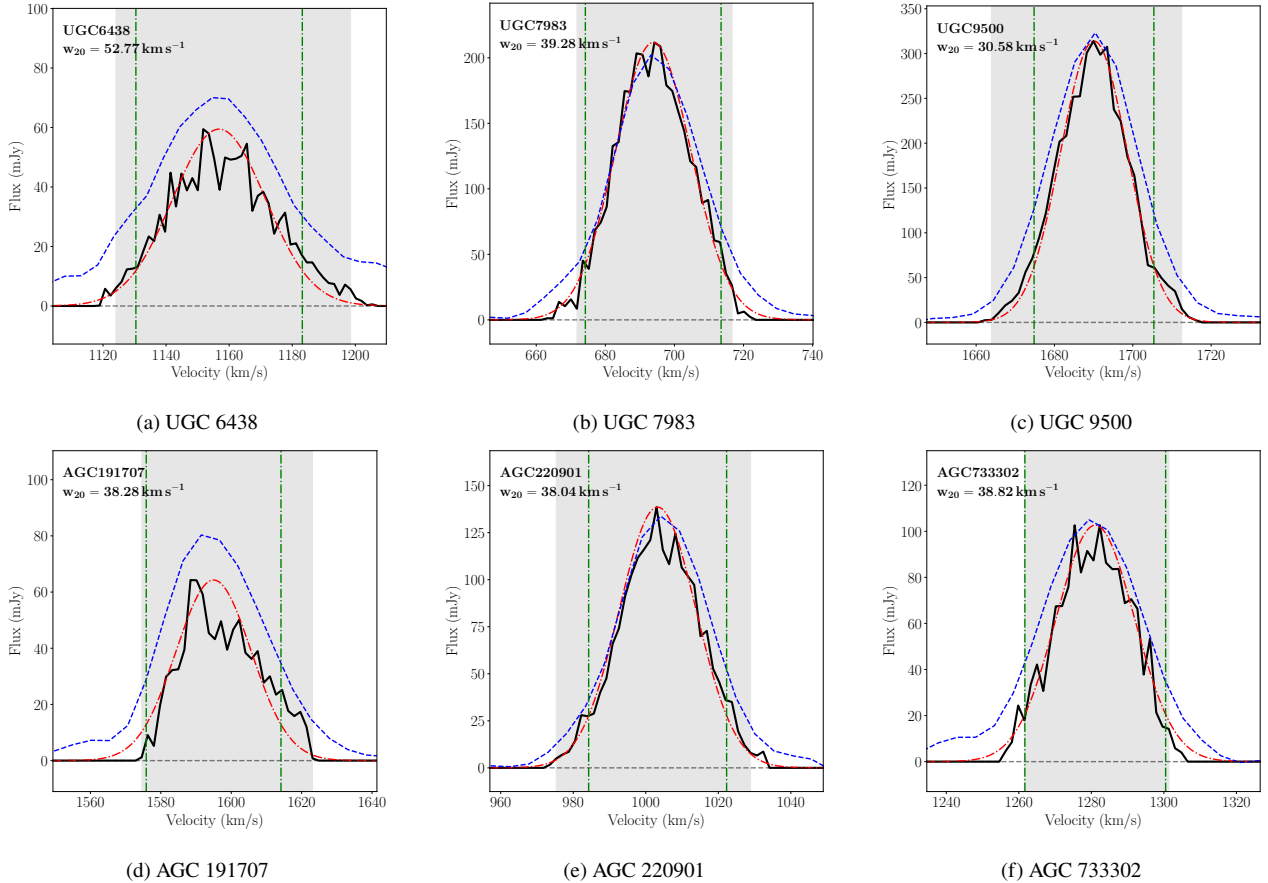 UGC6438
w20 = 52.77 km s−1
100
80
60
40
20
0
Flux (mJy)
1120 1140 1160 1180 1200
Velocity (km/s)
(a) UGC 6438
UGC7983
w20 = 39.28 km s−1
200
150
100
50
0
Flux (mJy)
660 680 700 720 740
Velocity (km/s)
(b) UGC 7983
UGC9500
w20 = 30.58 km s−1
350
300
250
200
150
100
50
0
Flux (mJy)
1660 1680 1700 1720
Velocity (km/s)
(c) UGC 9500
AGC191707
w20 = 38.28 km s−1
100
80
60
40
20
0
Flux (mJy)
1560 1580 1600 1620 1640
Velocity (km/s)
(d) AGC 191707
AGC220901
w20 = 38.04 km s−1
150
125
100
75
50
25
0
Flux (mJy)
960 980 1000 1020 1040
Velocity (km/s)
(e) AGC 220901
AGC733302
w20 = 38.82 km s−1
120
100
80
60
40
20
0
Flux (mJy)
1240 1260 1280 1300 1320
Velocity (km/s)
(f) AGC 733302